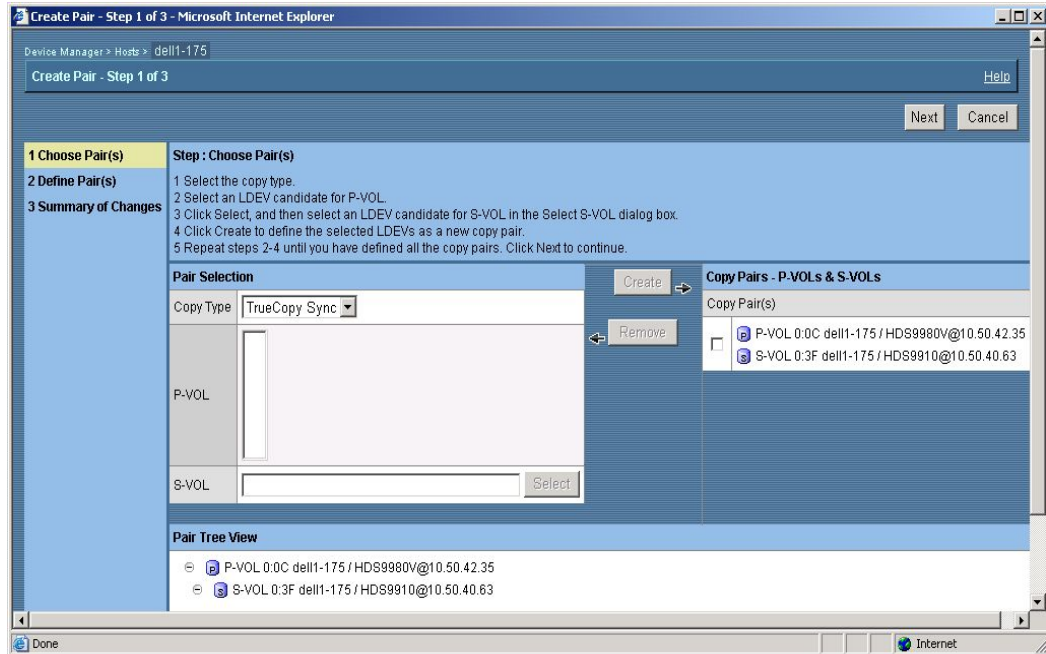 Create Pair - Step 1 of 3 - Microsoft Internet Explorer
Device Manager > Hosts > dell1-175
Create Pair - Step 1 of 3
Help
Next
Cancel
1 Choose Pair(s)
2 Define Pair(s)
3 Summary of Changes
Step : Choose Pair(s)
1 Select the copy type.
2 Select an LDEV candidate for P-VOL.
3 Click Select, and then select an LDEV candidate for S-VOL in the Select S-VOL dialog box.
4 Click Create to define the selected LDEVs as a new copy pair.
5 Repeat steps 2-4 until you have defined all the copy pairs. Click Next to continue.
Pair Selection
Copy Type
TrueCopy Sync
P-VOL
S-VOL
Select
Create
Remove
Copy Pairs - P-VOLs & S-VOLs
Copy Pair(s)
P-VOL 0:0C dell1-175 / HDS9980V@10.50.42.35
S-VOL 0:3F dell1-175 / HDS9910@10.50.40.63
Pair Tree View
P-VOL 0:0C dell1-175 / HDS9980V@10.50.42.35
S-VOL 0:3F dell1-175 / HDS9910@10.50.40.63
Done
Internet